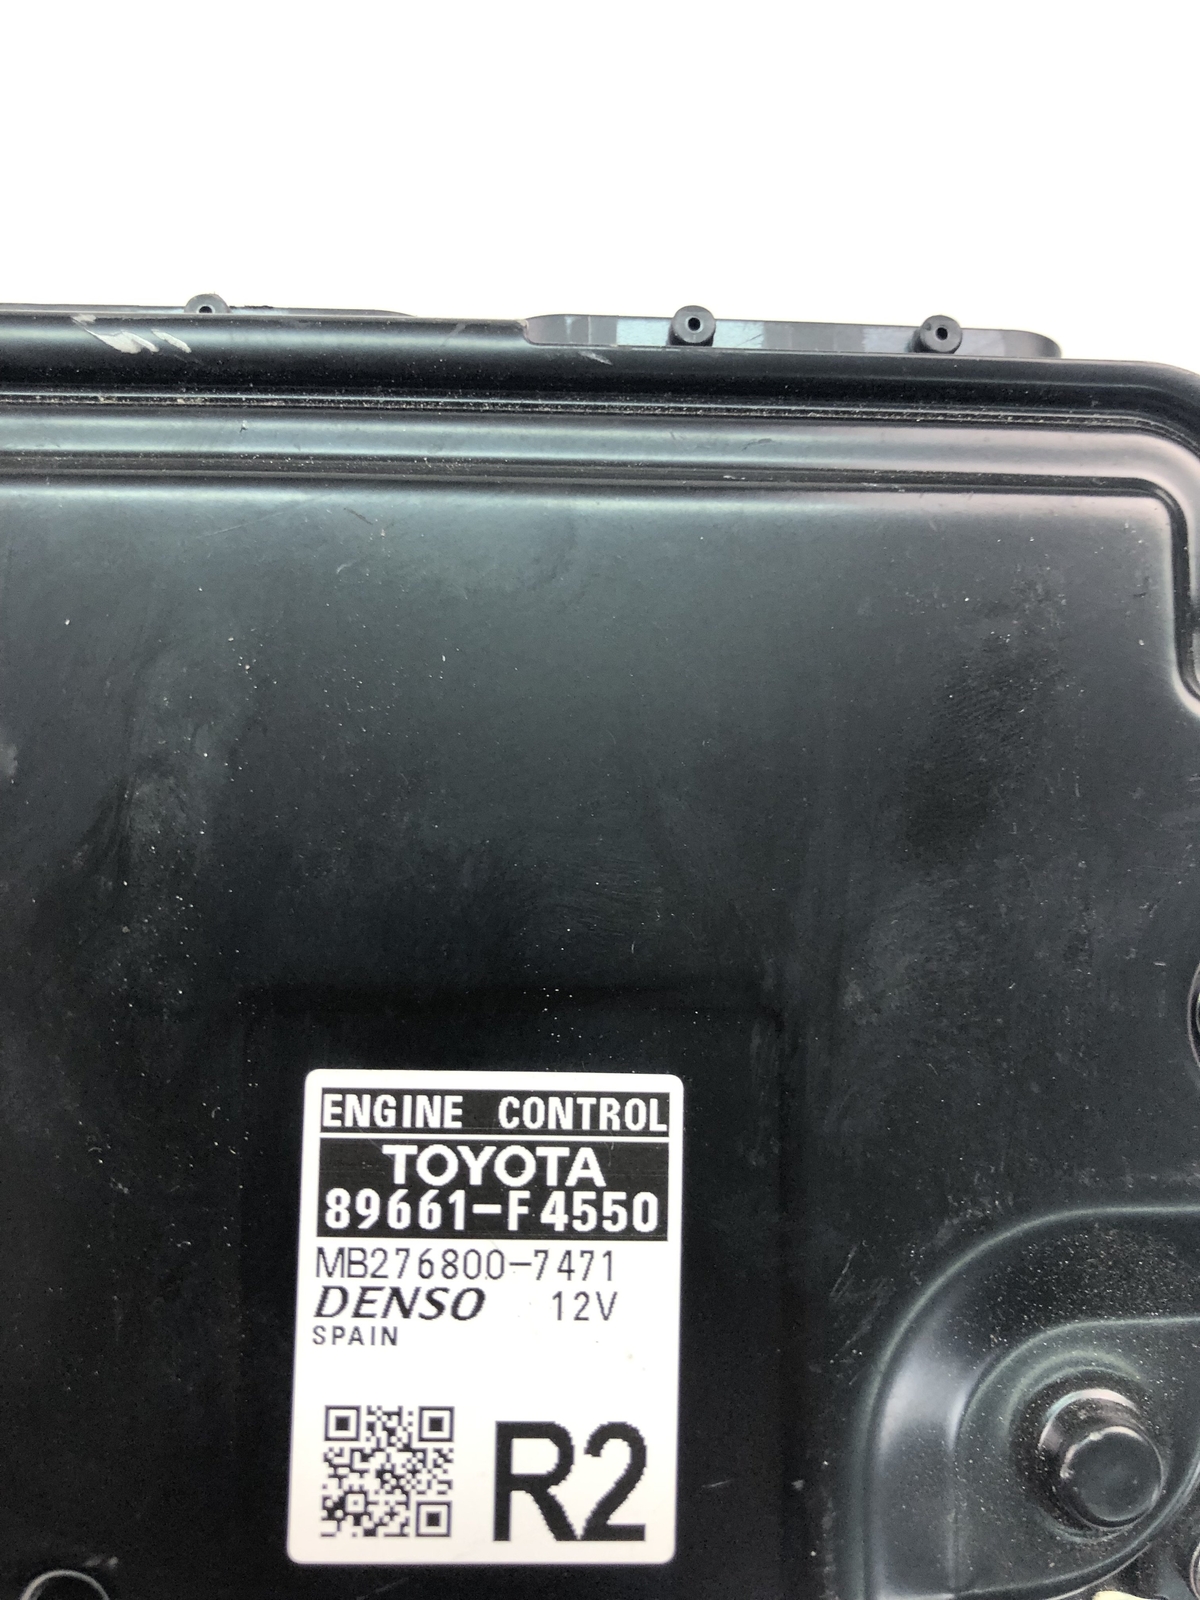 ENGINE CONTROL
TOYOTA
89661-F4550
MB276800-7471
DENSO 12V
SPAIN
R2